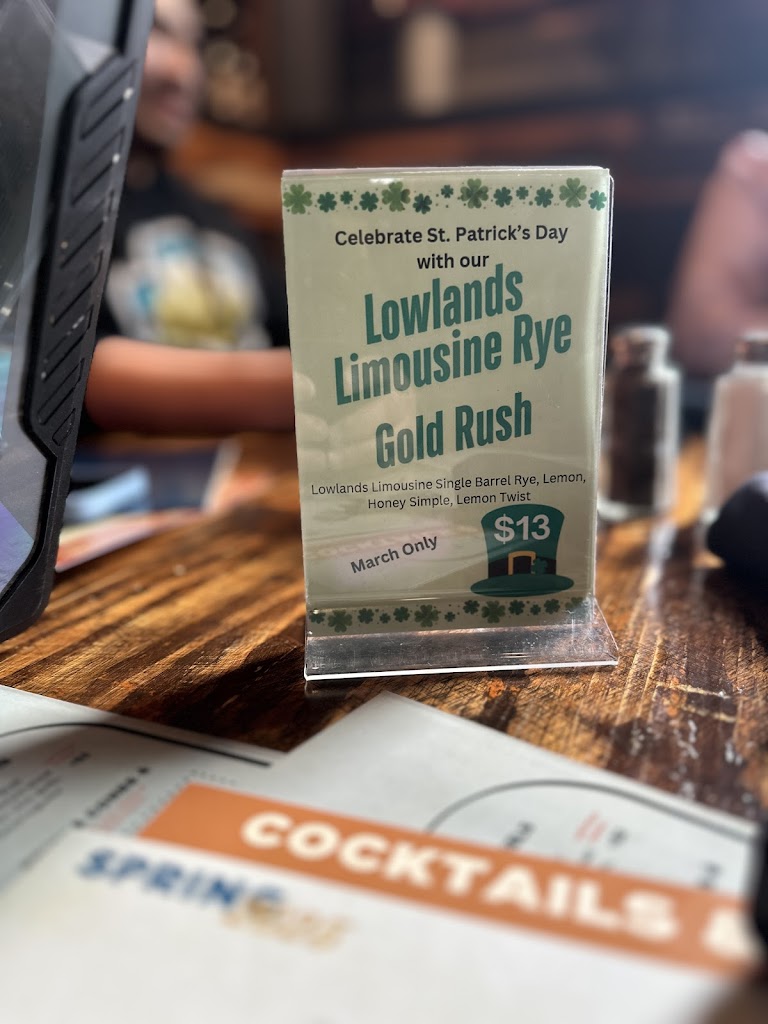 Celebrate St. Patrick's Day
with our
Lowlands
Limousine Rye
Gold Rush
Lowlands Limousine Single Barrel Rye, Lemon,
Honey Simple, Lemon Twist
$13
March Only
COCKTAILS
SPRING